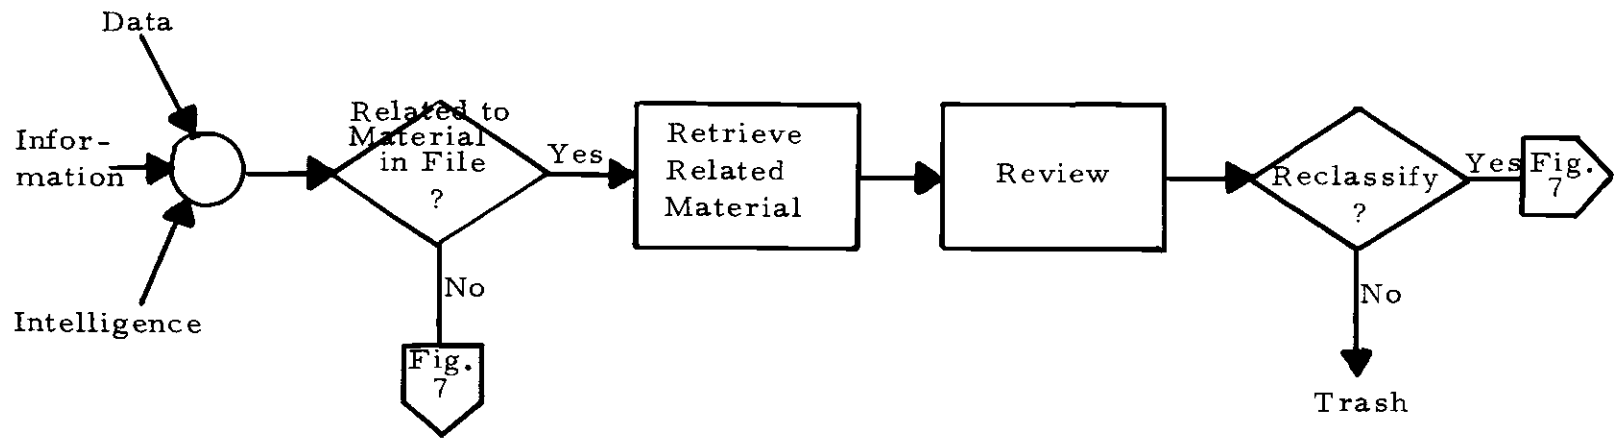 Data
Infor-
mation
Intelligence
Related to
Material
in File
?
Yes
No
Fig.
7
Retrieve
Related
Material
Review
Reclassify
?
Yes
Fig.
7
No
Trash